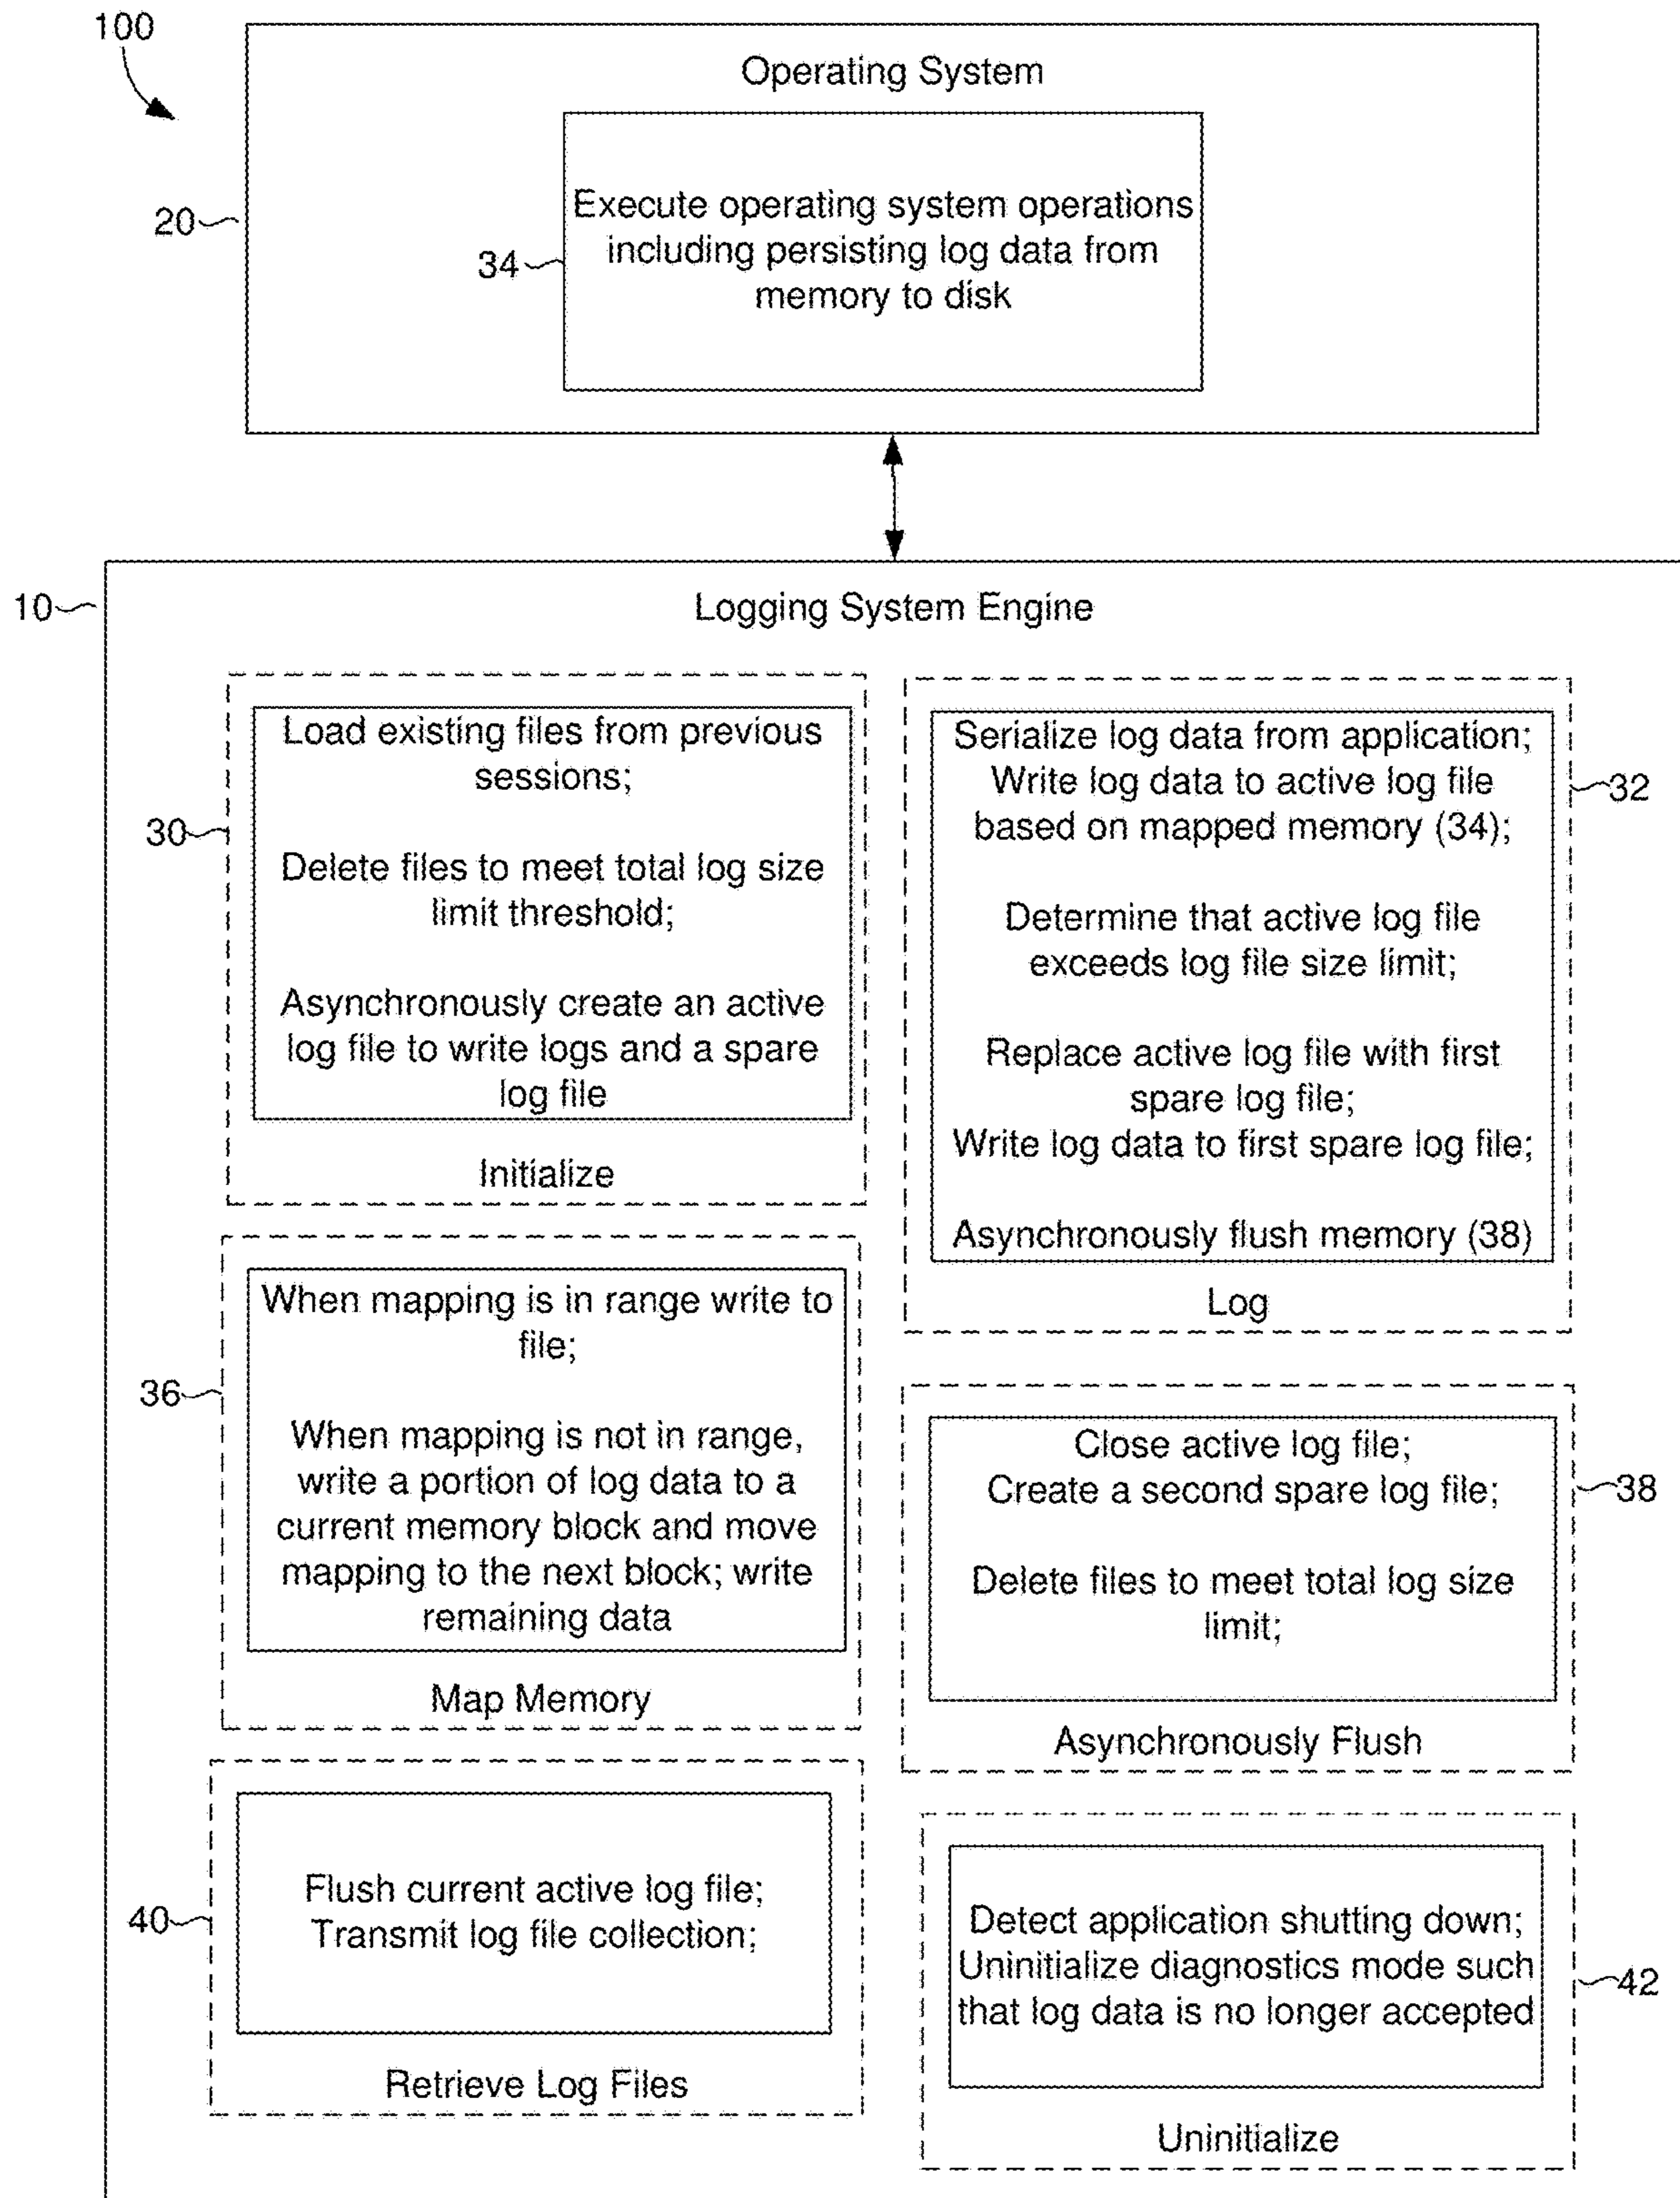 100
Operating System
20
34
Execute operating system operations
including persisting log data from
memory to disk
10
Logging System Engine
30
Load existing files from previous
sessions;
Delete files to meet total log size
limit threshold;
Asynchronously create an active
log file to write logs and a spare
log file
Initialize
Serialize log data from application;
Write log data to active log file
based on mapped memory (34);
Determine that active log file
exceeds log file size limit;
Replace active log file with first
spare log file;
Write log data to first spare log file;
Asynchronously flush memory (38)
Log
32
36
When mapping is in range write to
file;
When mapping is not in range,
write a portion of log data to a
current memory block and move
mapping to the next block; write
remaining data
Map Memory
Close active log file;
Create a second spare log file;
Delete files to meet total log size
limit;
Asynchronously Flush
38
40
Flush current active log file;
Transmit log file collection;
Retrieve Log Files
Detect application shutting down;
Uninitialize diagnostics mode such
that log data is no longer accepted
Uninitialize
42